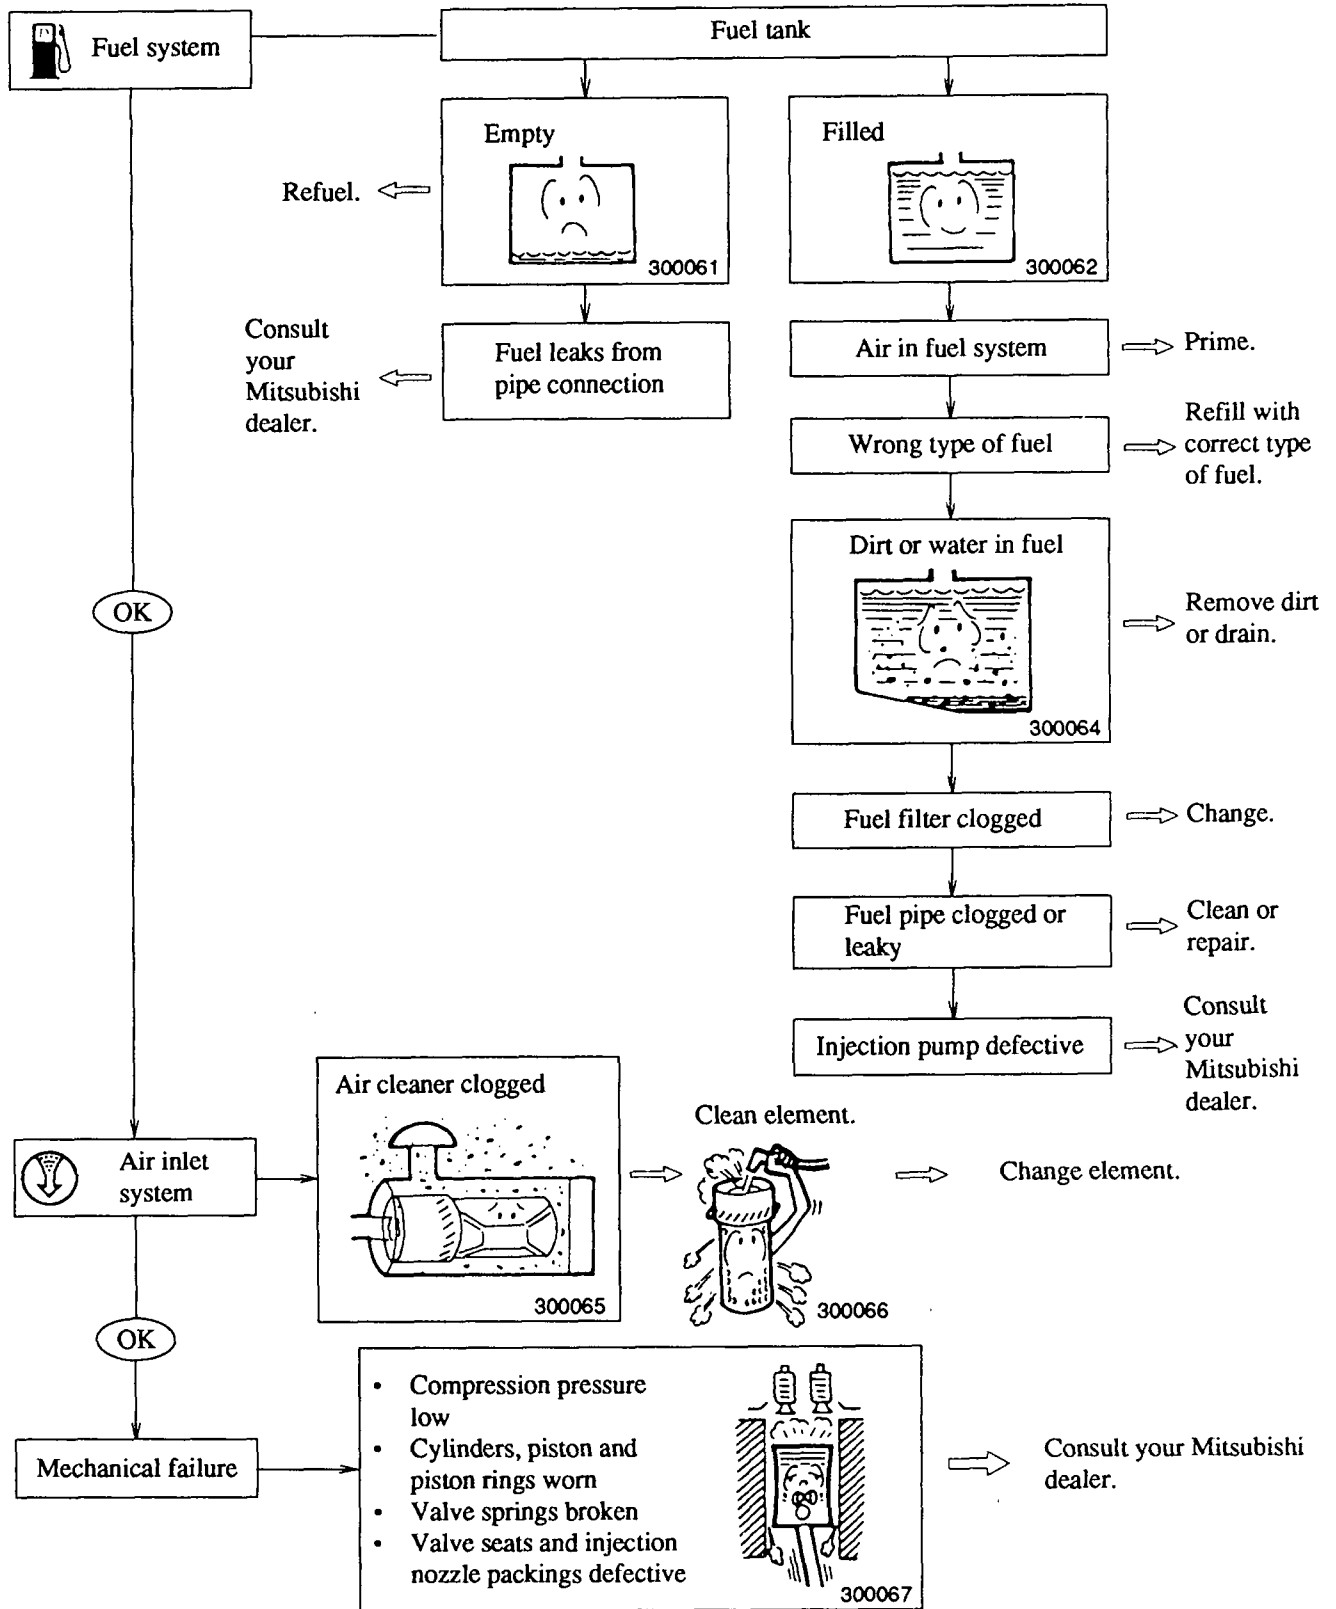 Fuel system
Fuel tank
Empty
300061
Filled
300062
Refuel.
Consult
your
Mitsubishi
dealer.
Fuel leaks from
pipe connection
Air in fuel system
Prime.
Wrong type of fuel
Refill with
correct type
of fuel.
Dirt or water in fuel
300064
Remove dirt
or drain.
OK
Fuel filter clogged
Change.
Fuel pipe clogged or
leaky
Clean or
repair.
Injection pump defective
Consult
your
Mitsubishi
dealer.
Air inlet
system
Air cleaner clogged
300065
Clean element.
300066
Change element.
OK
Mechanical failure
• Compression pressure
low
• Cylinders, piston and
piston rings worn
• Valve springs broken
• Valve seats and injection
nozzle packings defective
300067
Consult your Mitsubishi
dealer.